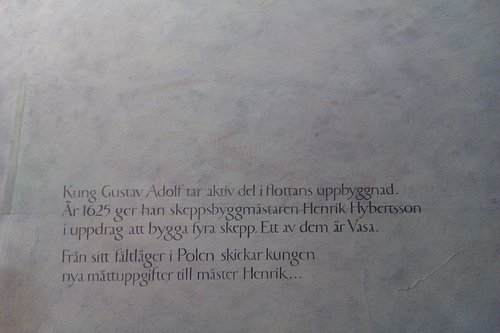 Kung Gustav Adolf tar aktiv del i flottans uppbyggnad.
År 1625 ger han skeppsbyggmästaren Henrik Hybertsson
i uppdrag att bygga fyra skepp. Ett av dem är Vasa.
Från sitt fältläger i Polen skickar kungen
nya måttuppgifter till mäster Henrik...